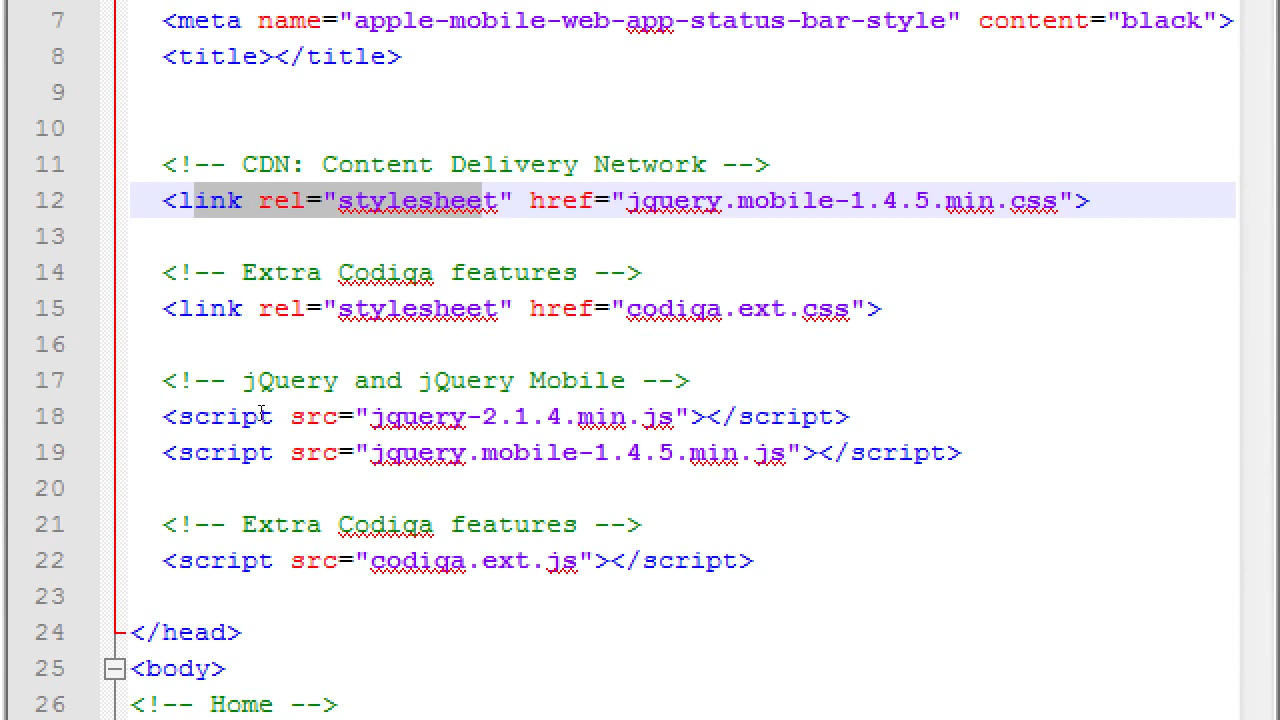 7 <meta name="apple-mobile-web-app-status-bar-style" content="black">
8 <title></title>
9
10
11 <!-- CDN: Content Delivery Network -->
12 <link rel="stylesheet" href="jquery.mobile-1.4.5.min.css">
13
14 <!-- Extra Codiqa features -->
15 <link rel="stylesheet" href="codiqa.ext.css">
16
17 <!-- jQuery and jQuery Mobile -->
18 <script src="jquery-2.1.4.min.js"></script>
19 <script src="jquery.mobile-1.4.5.min.js"></script>
20
21 <!-- Extra Codiqa features -->
22 <script src="codiqa.ext.js"></script>
23
24 </head>
25 <body>
26 <!-- Home -->